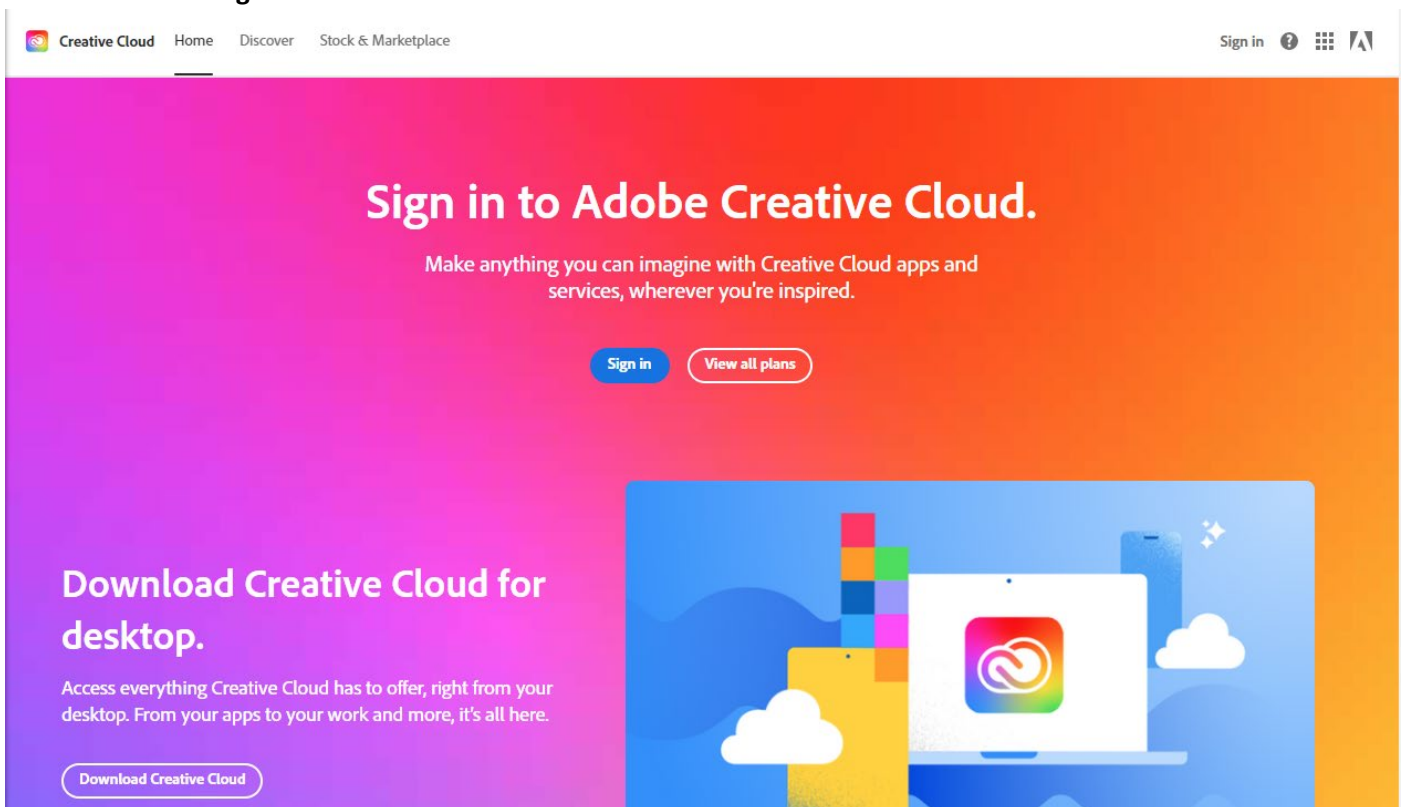 Creative Cloud Home Discover Stock & Marketplace Sign in
Sign in to Adobe Creative Cloud.
Make anything you can imagine with Creative Cloud apps and
services, wherever you're inspired.
Sign in View all plans
Download Creative Cloud for
desktop.
Access everything Creative Cloud has to offer, right from your
desktop. From your apps to your work and more, it's all here.
Download Creative Cloud